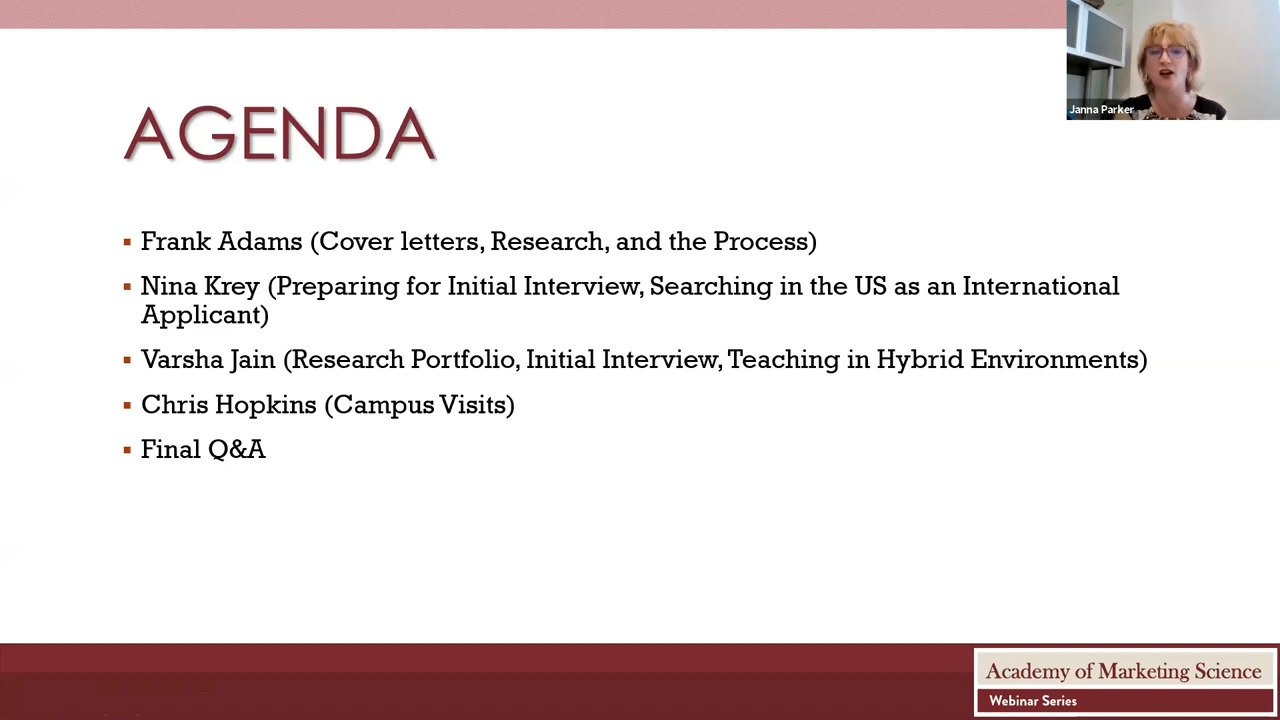 Janna Parker
AGENDA
▪ Frank Adams (Cover letters, Research, and the Process)
▪ Nina Krey (Preparing for Initial Interview, Searching in the US as an International
Applicant)
▪ Varsha Jain (Research Portfolio, Initial Interview, Teaching in Hybrid Environments)
▪ Chris Hopkins (Campus Visits)
▪ Final Q&A
Academy of Marketing Science
Webinar Series